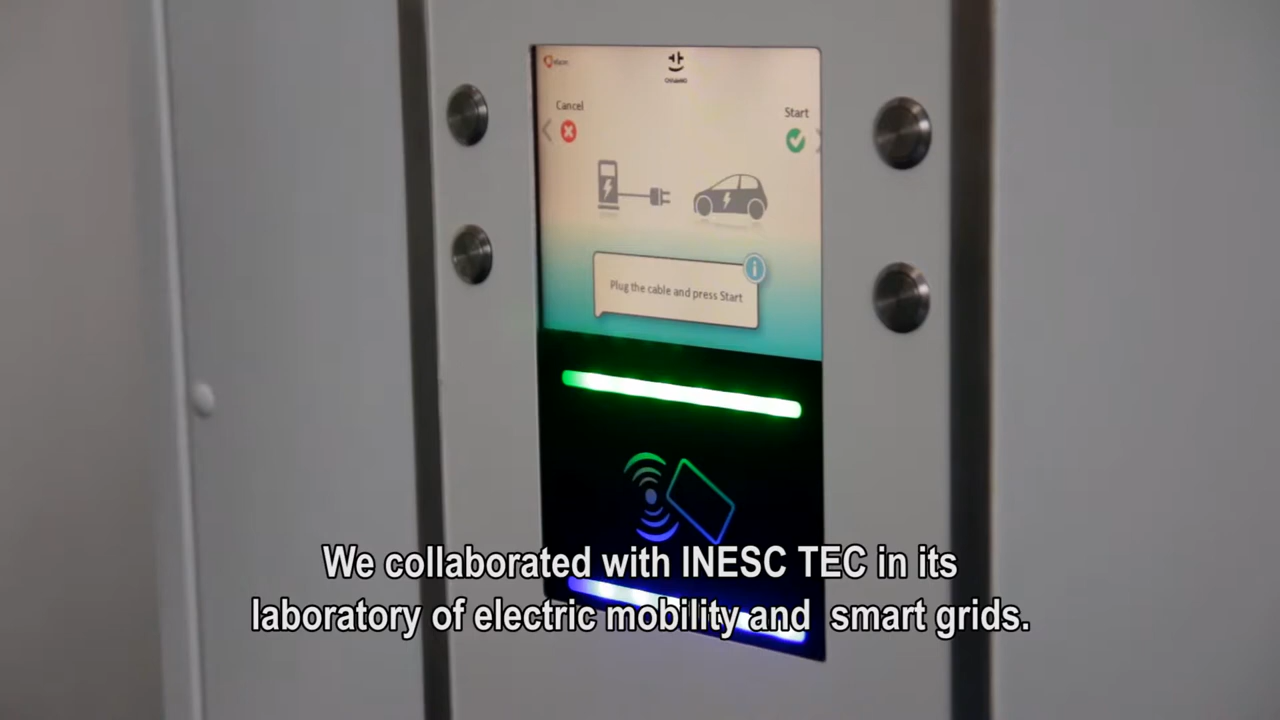 Cancel
Start
Plug the cable and press Start
We collaborated with INESC TEC in its
laboratory of electric mobility and  smart grids.